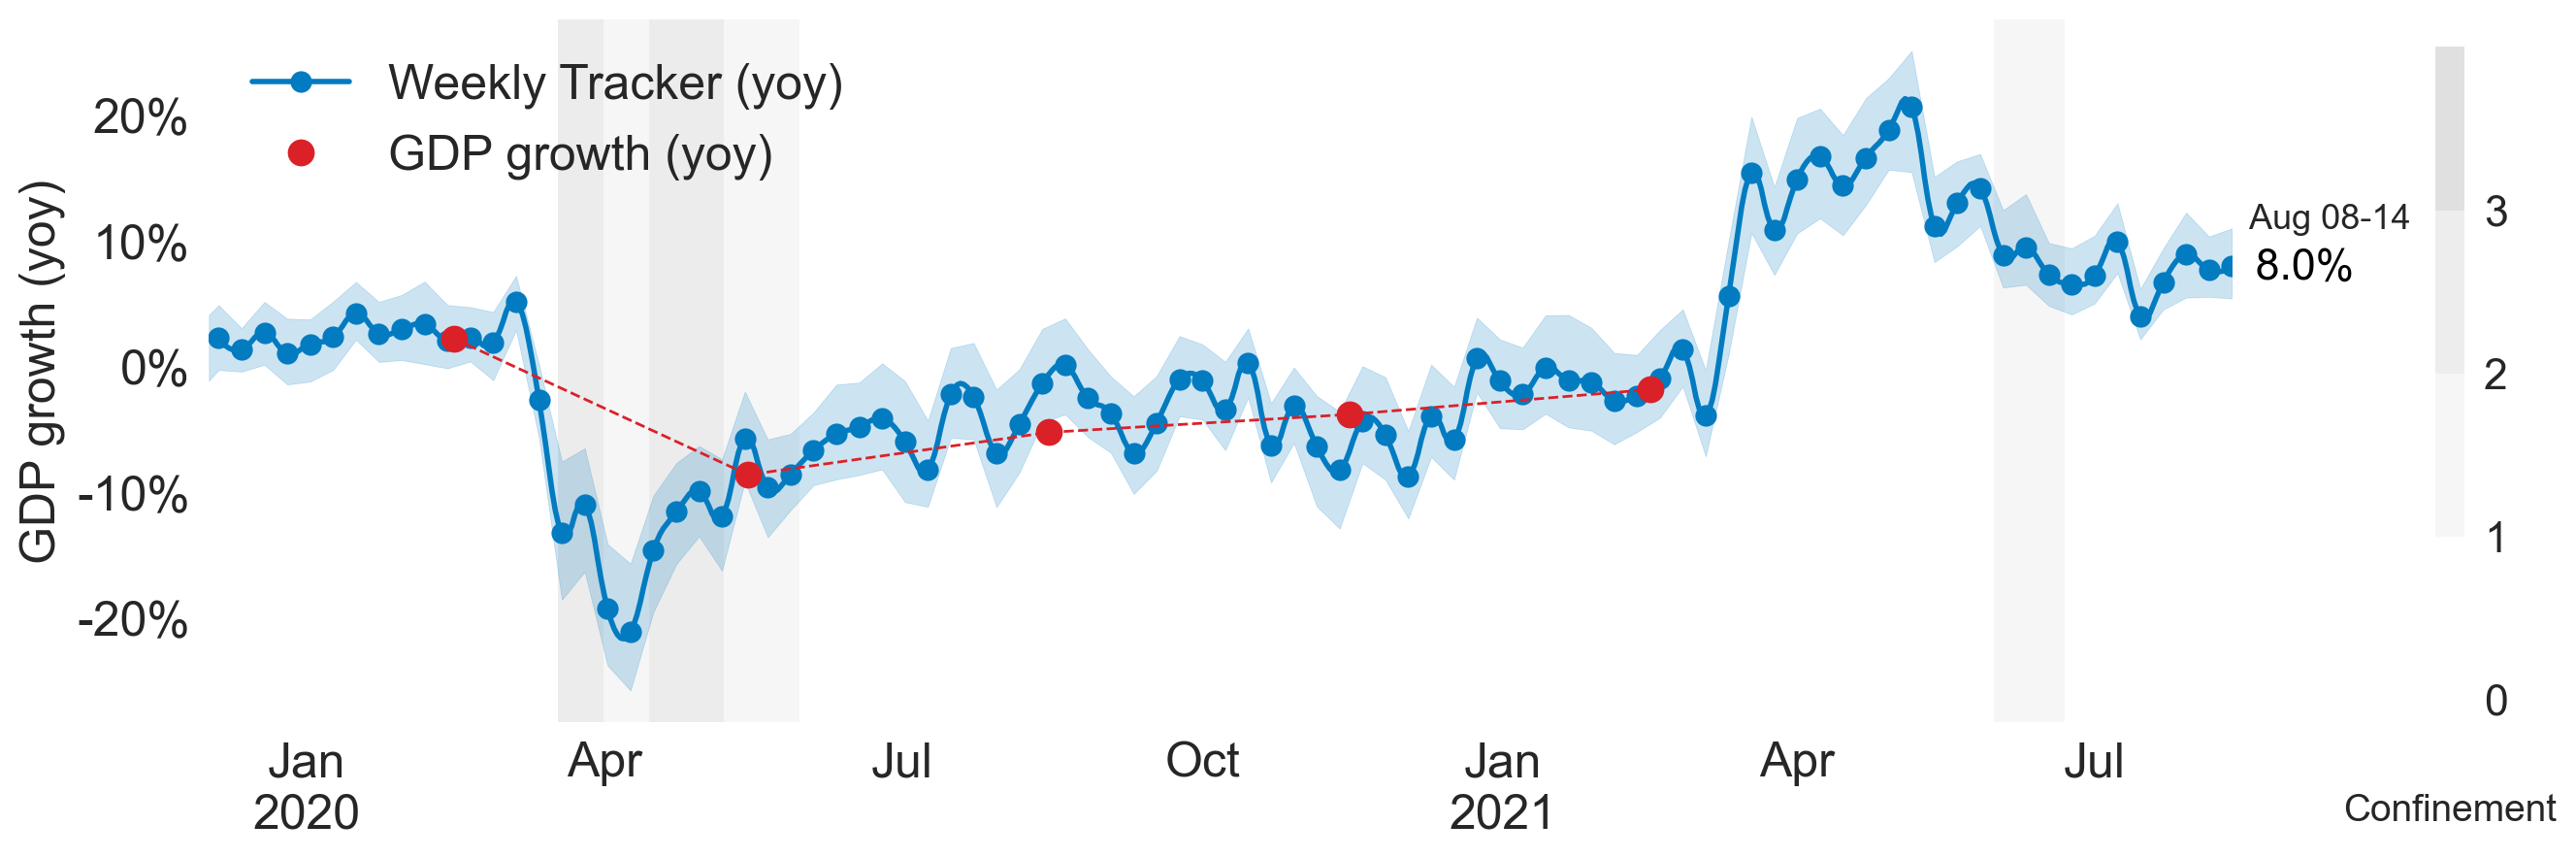 Weekly Tracker (yoy)
GDP growth (yoy)
GDP growth (yoy)
20%
10%
0%
-10%
-20%
Jan
2020
Apr
Jul
Oct
Jan
2021
Apr
Jul
Aug 08-14
8.0%
3
2
1
0
Confinement